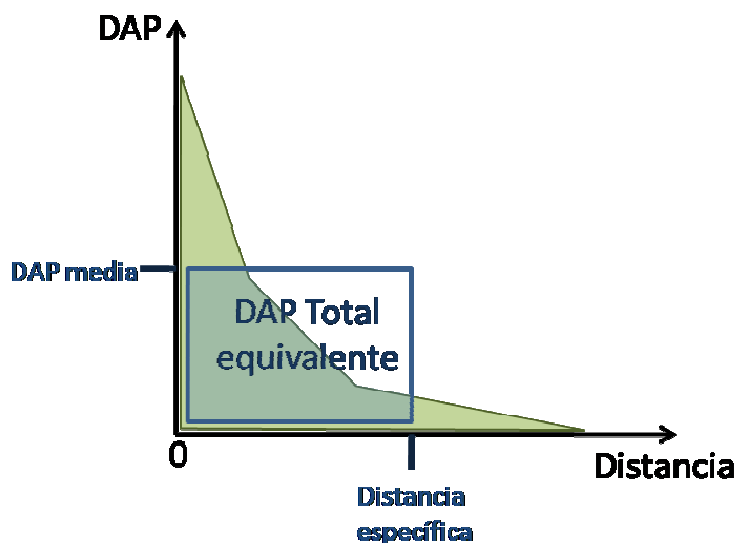 DAP
DAP media
DAP Total
equivalente
0
Distancia
Distancia
específica